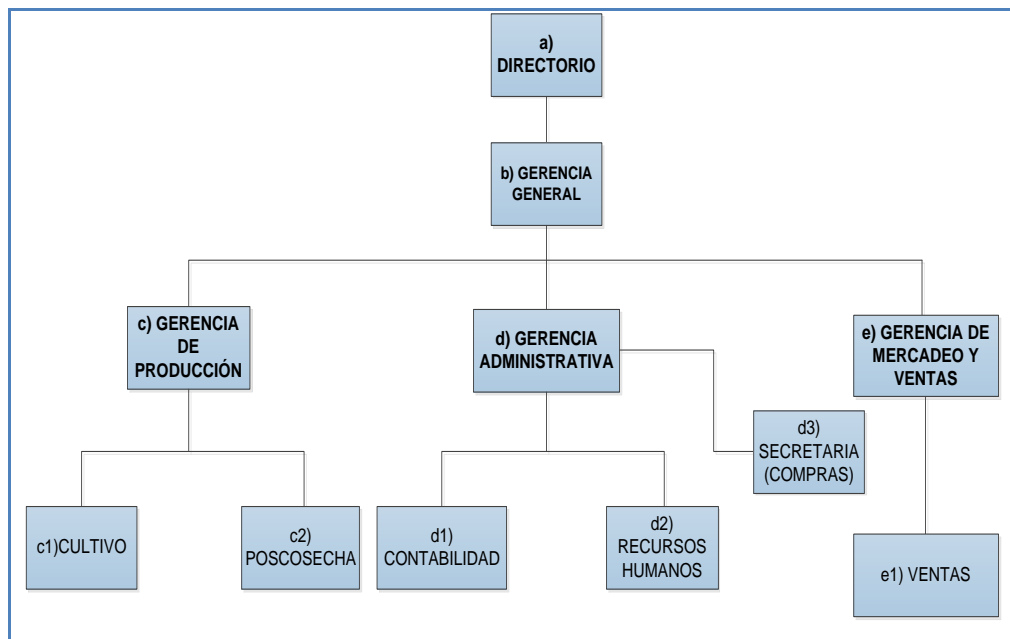 a)
DIRECTORIO
b) GERENCIA
GENERAL
c) GERENCIA
DE
PRODUCCIÓN
d) GERENCIA
ADMINISTRATIVA
e) GERENCIA DE
MERCADEO Y
VENTAS
d3)
SECRETARIA
(COMPRAS)
c1)CULTIVO
c2)
POSCOSECHA
d1)
CONTABILIDAD
d2)
RECURSOS
HUMANOS
e1) VENTAS